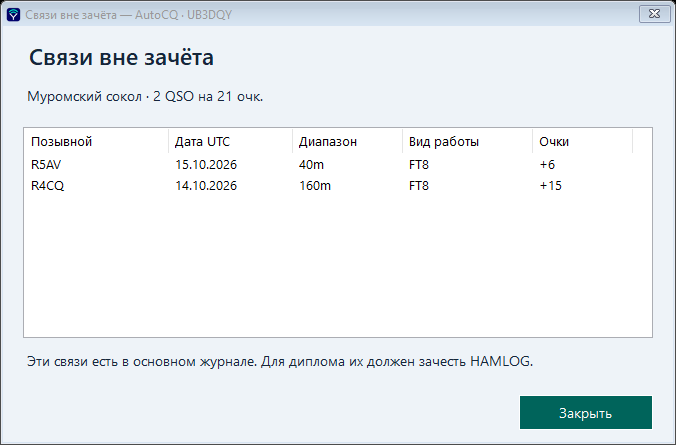 Связи вне зачёта — AutoCQ · UB3DQY
Связи вне зачёта
Муромский сокол · 2 QSO на 21 очк.
Позывной Дата UTC Диапазон Вид работы Очки
R5AV 15.10.2026 40m FT8 +6
R4CQ 14.10.2026 160m FT8 +15
Эти связи есть в основном журнале. Для диплома их должен зачесть HAMLOG.
Закрыть